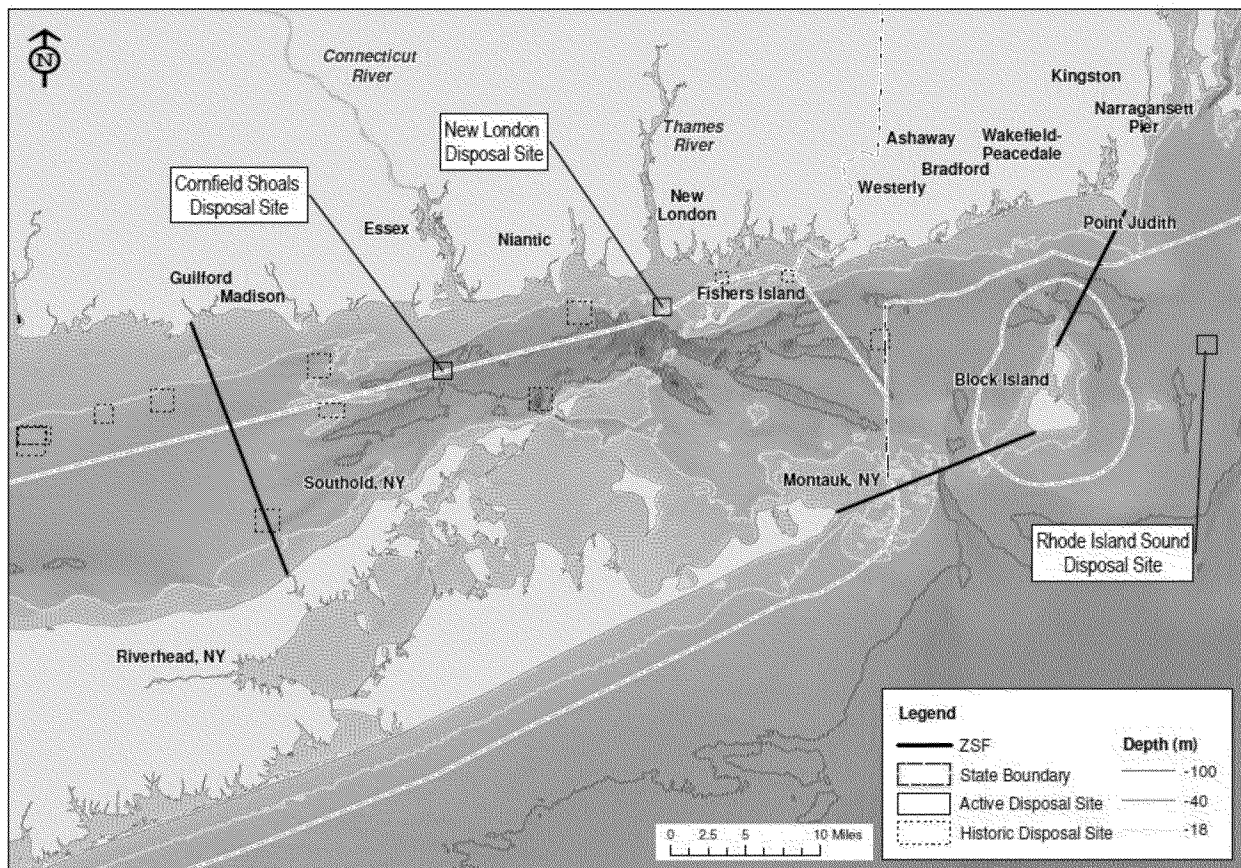 N
Connecticut
River
Kingston
Narragansett
Pier
New London
Disposal Site
Thames
River
Ashaway
Wakefield-
Peacedale
Bradford
Westerly
Cornfield Shoals
Disposal Site
New
London
Essex
Niantic
Point Judith
Guilford
Madison
Fishers Island
Block Island
Southold, NY
Montauk, NY
Rhode Island Sound
Disposal Site
Riverhead, NY
Legend
ZSF
Depth (m)
State Boundary
-100
Active Disposal Site
-40
Historic Disposal Site
-18
0 2.5 5 10 Miles